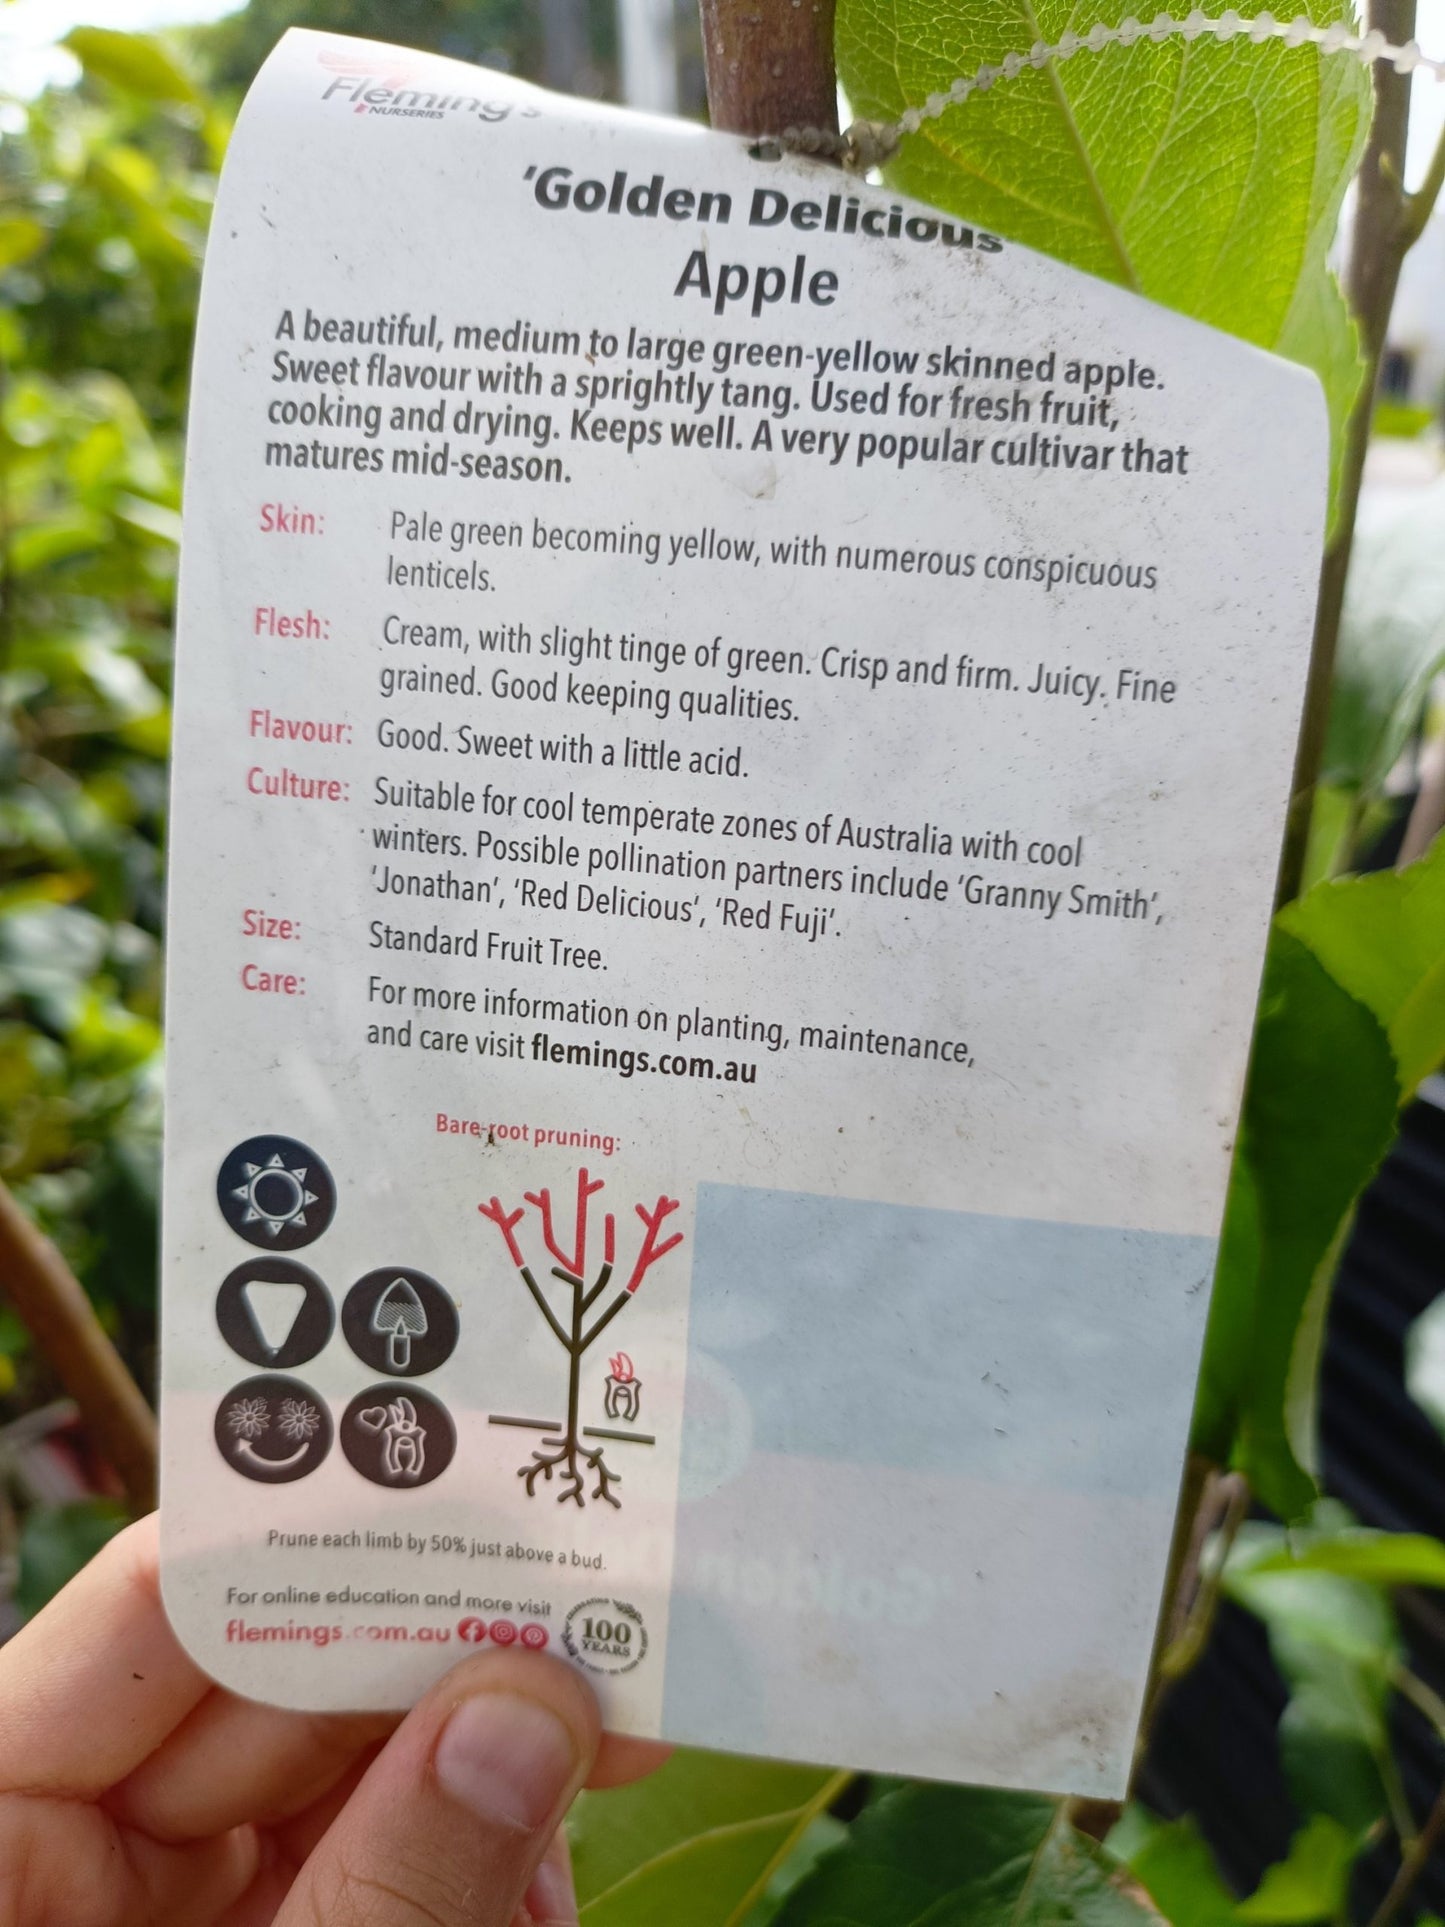 Fleming's
NURSERIES
'Golden Delicious'
Apple
A beautiful, medium to large green-yellow skinned apple.
Sweet flavour with a sprightly tang. Used for fresh fruit,
cooking and drying. Keeps well. A very popular cultivar that
matures mid-season.
Skin: Pale green becoming yellow, with numerous conspicuous
lenticels.
Flesh: Cream, with slight tinge of green. Crisp and firm. Juicy. Fine
grained. Good keeping qualities.
Flavour: Good. Sweet with a little acid.
Culture: Suitable for cool temperate zones of Australia with cool
winters. Possible pollination partners include 'Granny Smith',
'Jonathan', 'Red Delicious', 'Red Fuji'.
Size: Standard Fruit Tree.
Care: For more information on planting, maintenance,
and care visit flemings.com.au
Bare-root pruning:
Prune each limb by 50% just above a bud.
For online education and more visit
flemings.com.au
100
YEARS